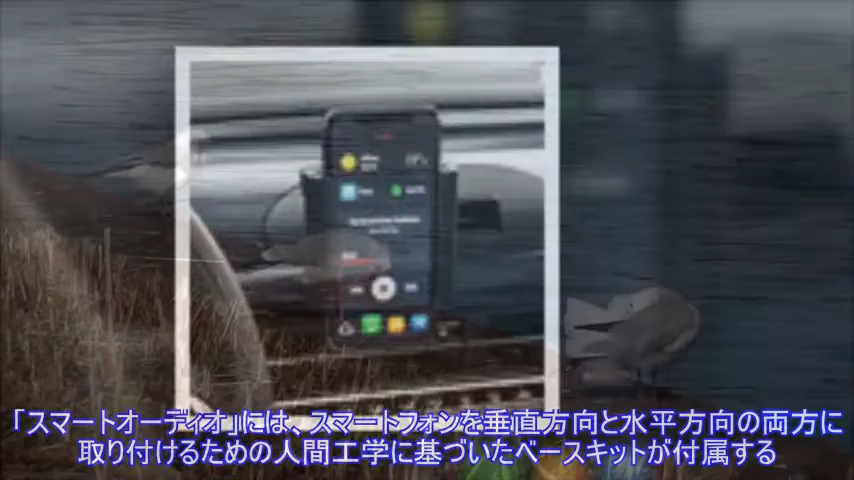 「スマートオーディオ」には、スマートフォンを垂直方向と水平方向の両方に
取り付けるための人間工学に基づいたベースキットが付属する